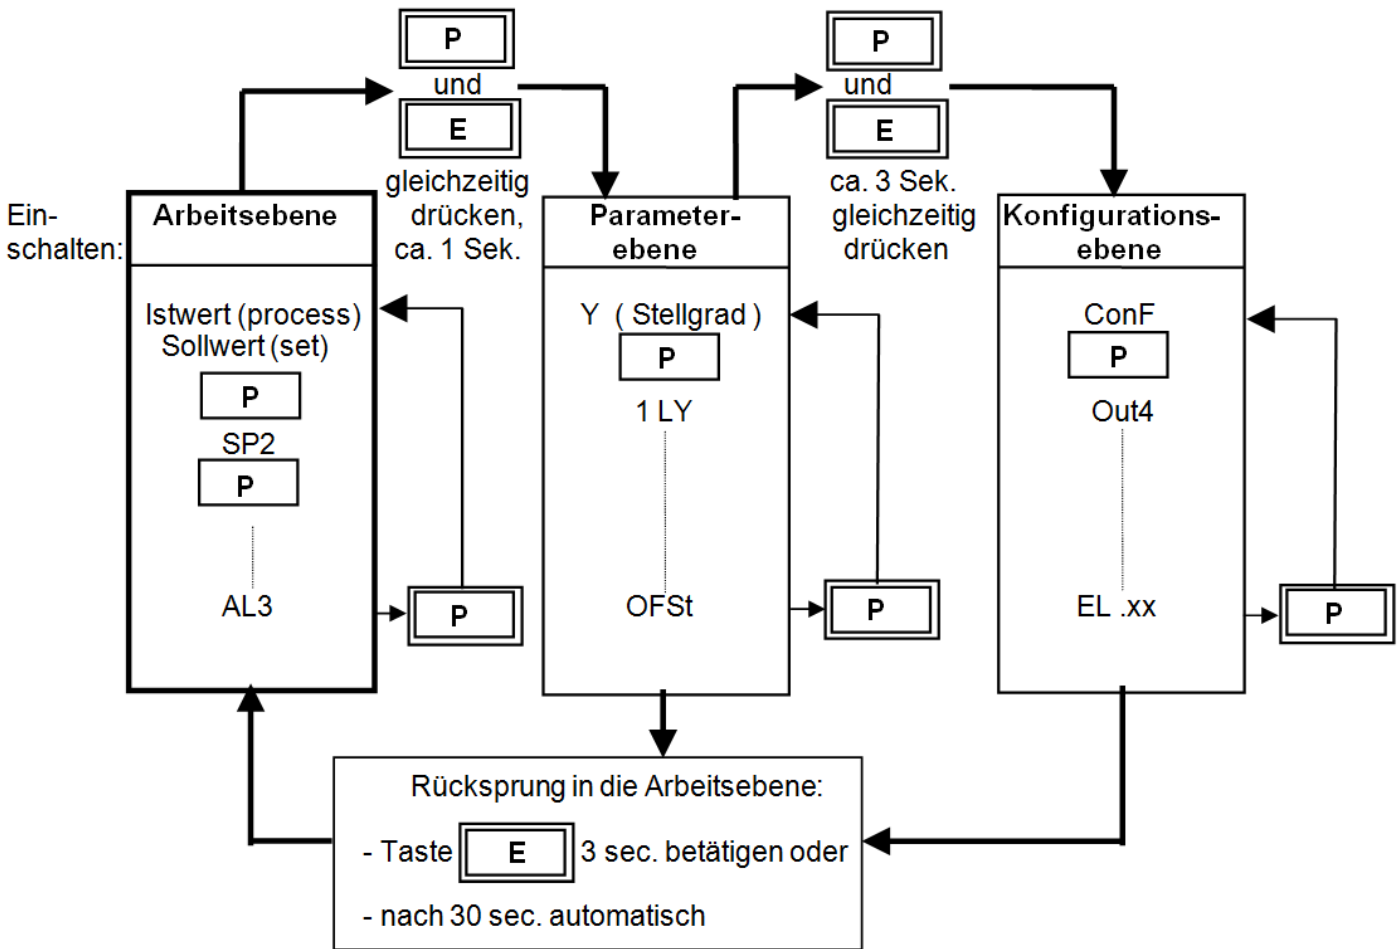 P
und
E
gleichzeitig
drücken,
ca. 1 Sek.
P
und
E
ca. 3 Sek.
gleichzeitig
drücken
Ein-
schalten:
Arbeitsebene
Istwert (process)
Sollwert (set)
P
SP2
P
AL3
P
Parameter-
ebene
Y ( Stellgrad )
P
1 LY
OFSt
P
Konfigurations-
ebene
ConF
P
Out4
EL .xx
P
Rücksprung in die Arbeitsebene:
- Taste E 3 sec. betätigen oder
- nach 30 sec. automatisch